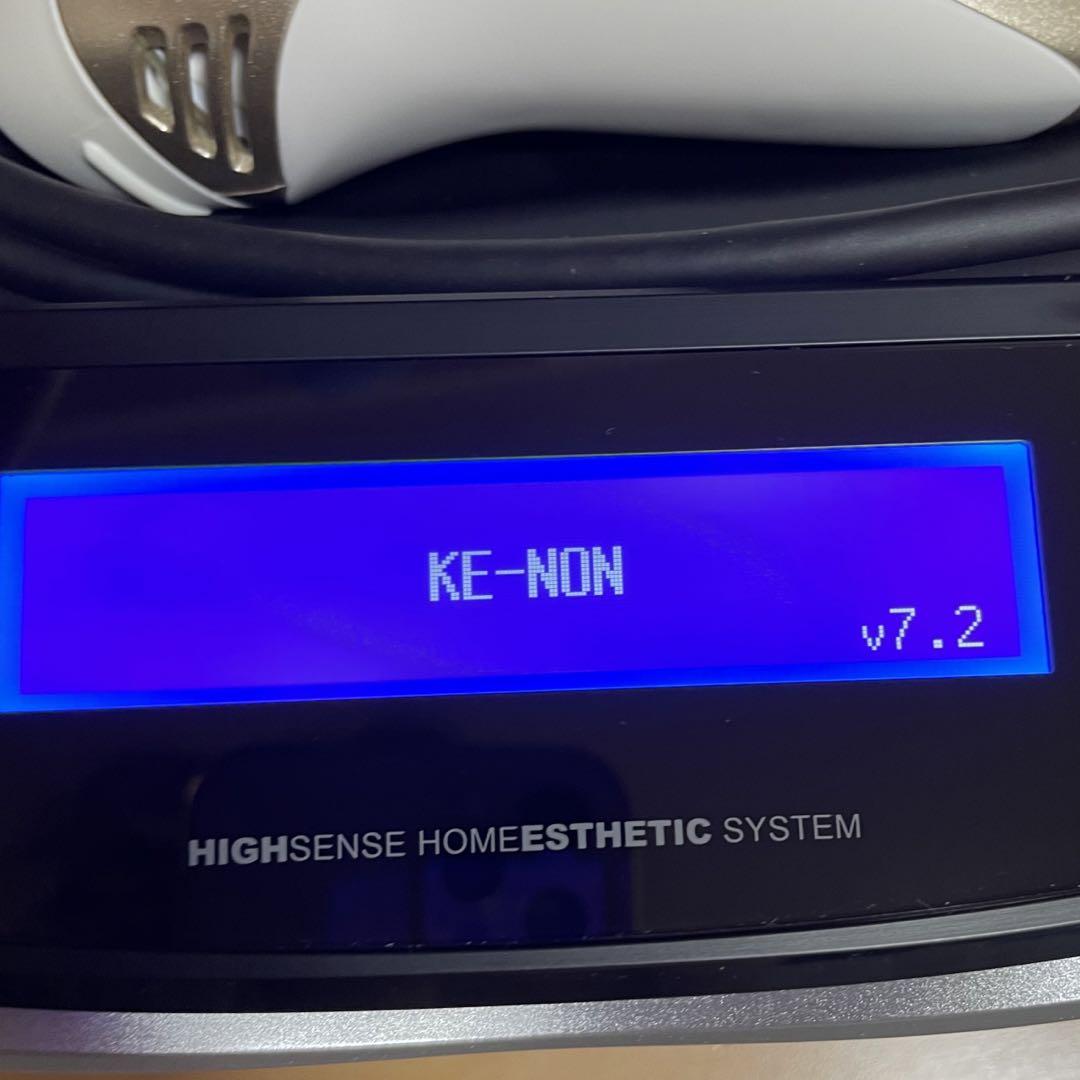 KE-NON
v7.2
HIGHSENSE HOMEESTHETIC SYSTEM